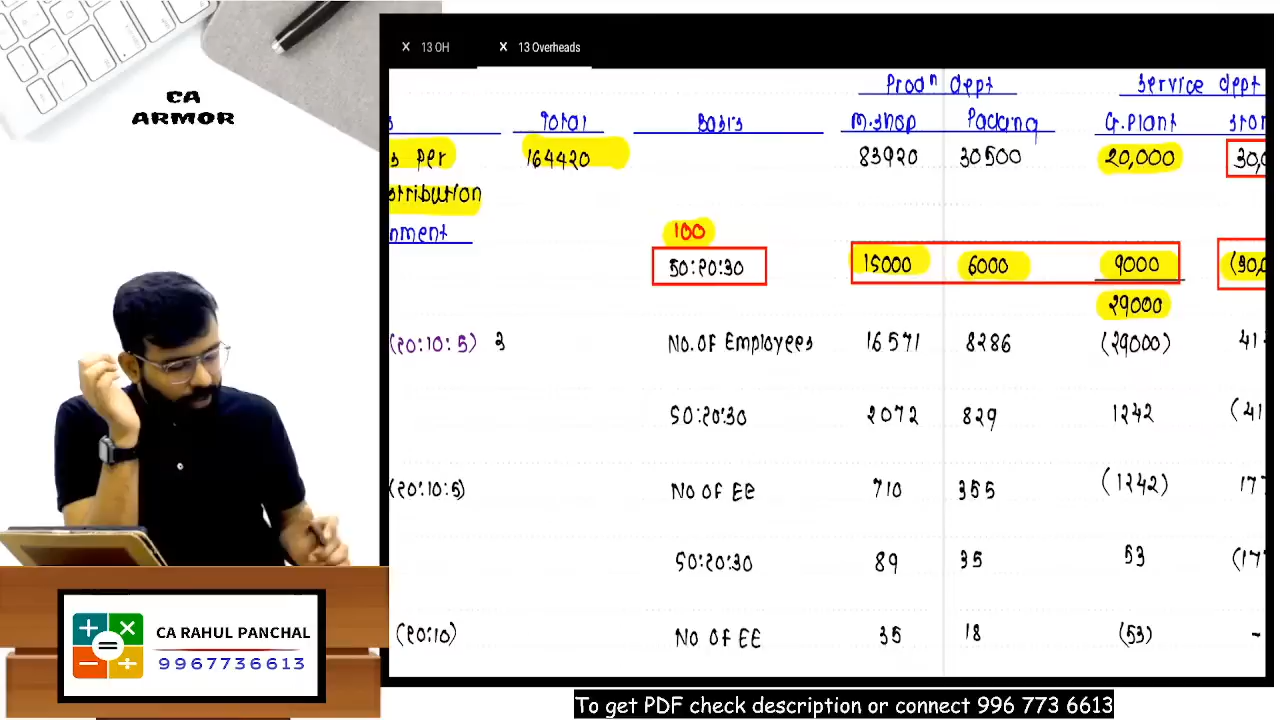 CA
ARMOR
13 OH
13 Overheads
Prodⁿ dept Service dept
Total Basis M.shop Packing G.Plant
per 164420 83920 30500 20,000
100
50:20:30 15000 6000 9000
29000
(20:10:5) 3 No. of Employees 16571 8286 (29000)
50:20:30 2072 829 1242
(20:10:5) No of EE 710 355 (1242)
50:20:30 89 35 53
(20:10) No OF EE 35 18 (53) -
+ × = − ÷
CA RAHUL PANCHAL
9967736613
To get PDF check description or connect 996 773 6613